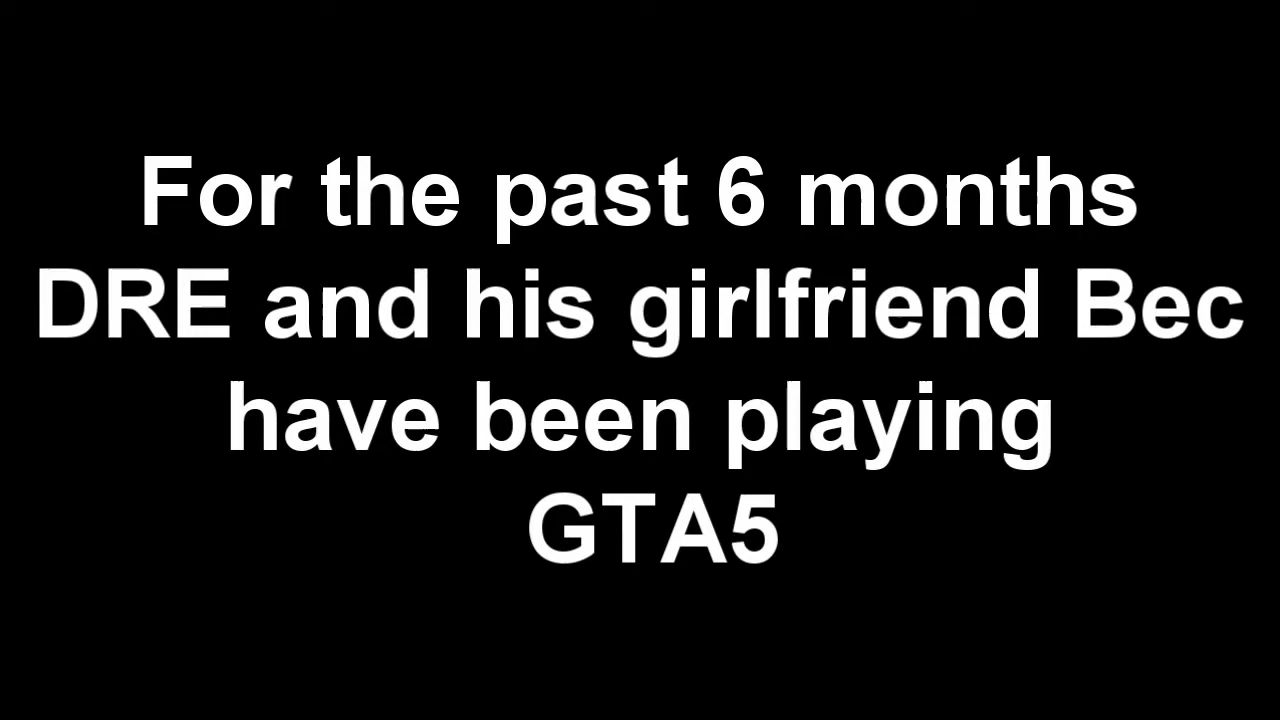 For the past 6 months
DRE and his girlfriend Bec
have been playing
GTA5